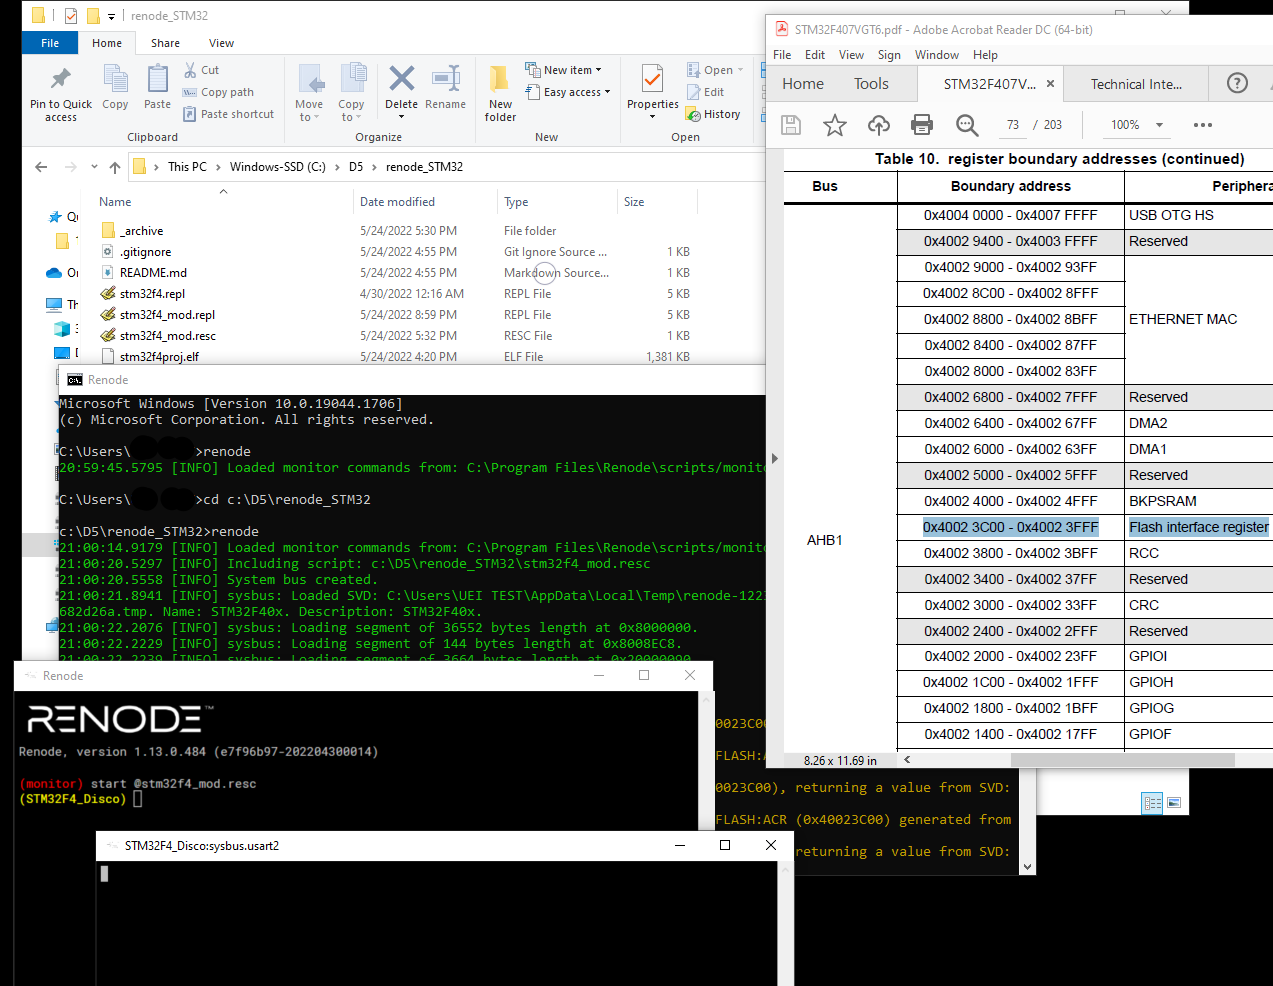 renode_STM32
File Home Share View
Pin to Quick access
Copy
Paste
Cut
Copy path
Paste shortcut
Clipboard
Move to
Copy to
Delete
Rename
Organize
New folder
New item
Easy access
New
Properties
Open
Edit
History
Open
This PC > Windows-SSD (C:) > D5 > renode_STM32
Name Date modified Type Size
_archive 5/24/2022 5:30 PM File folder
.gitignore 5/24/2022 4:55 PM Git Ignore Source ... 1 KB
README.md 5/24/2022 4:55 PM Markdown Source... 1 KB
stm32f4.repl 4/30/2022 12:16 AM REPL File 5 KB
stm32f4_mod.repl 5/24/2022 8:59 PM REPL File 5 KB
stm32f4_mod.resc 5/24/2022 5:32 PM RESC File 1 KB
stm32f4proj.elf 5/24/2022 4:20 PM ELF File 1,381 KB
Qu
Or
Th
Renode
Microsoft Windows [Version 10.0.19044.1706]
(c) Microsoft Corporation. All rights reserved.
C:\Users\ >renode
20:59:45.5795 [INFO] Loaded monitor commands from: C:\Program Files\Renode\scripts/monito
C:\Users\ >cd c:\D5\renode_STM32
c:\D5\renode_STM32>renode
21:00:14.9179 [INFO] Loaded monitor commands from: C:\Program Files\Renode\scripts/monito
21:00:20.5297 [INFO] Including script: c:\D5\renode_STM32\stm32f4_mod.resc
21:00:20.5558 [INFO] System bus created.
21:00:21.8941 [INFO] sysbus: Loaded SVD: C:\Users\UEI TEST\AppData\Local\Temp\renode-1223
682d26a.tmp. Name: STM32F40x. Description: STM32F40x.
21:00:22.2076 [INFO] sysbus: Loading segment of 36552 bytes length at 0x8000000.
21:00:22.2229 [INFO] sysbus: Loading segment of 144 bytes length at 0x8008EC8.
21:00:22.2239 [INFO] sysbus: Loading segment of 3664 bytes length at 0x20000090.
0023C00
FLASH:A
0023C00), returning a value from SVD:
FLASH:ACR (0x40023C00) generated from
returning a value from SVD:
Renode
RENODE™
Renode, version 1.13.0.484 (e7f96b97-202204300014)
(monitor) start @stm32f4_mod.resc
(STM32F4_Disco)
STM32F4_Disco:sysbus.usart2
STM32F407VGT6.pdf - Adobe Acrobat Reader DC (64-bit)
File Edit View Sign Window Help
Home Tools STM32F407V... × Technical Inte...
73 / 203 100%
Table 10. register boundary addresses (continued)
Bus Boundary address Periphera
AHB1
0x4004 0000 - 0x4007 FFFF USB OTG HS
0x4002 9400 - 0x4003 FFFF Reserved
0x4002 9000 - 0x4002 93FF
0x4002 8C00 - 0x4002 8FFF
0x4002 8800 - 0x4002 8BFF ETHERNET MAC
0x4002 8400 - 0x4002 87FF
0x4002 8000 - 0x4002 83FF
0x4002 6800 - 0x4002 7FFF Reserved
0x4002 6400 - 0x4002 67FF DMA2
0x4002 6000 - 0x4002 63FF DMA1
0x4002 5000 - 0x4002 5FFF Reserved
0x4002 4000 - 0x4002 4FFF BKPSRAM
0x4002 3C00 - 0x4002 3FFF Flash interface register
0x4002 3800 - 0x4002 3BFF RCC
0x4002 3400 - 0x4002 37FF Reserved
0x4002 3000 - 0x4002 33FF CRC
0x4002 2400 - 0x4002 2FFF Reserved
0x4002 2000 - 0x4002 23FF GPIOI
0x4002 1C00 - 0x4002 1FFF GPIOH
0x4002 1800 - 0x4002 1BFF GPIOG
0x4002 1400 - 0x4002 17FF GPIOF
8.26 x 11.69 in